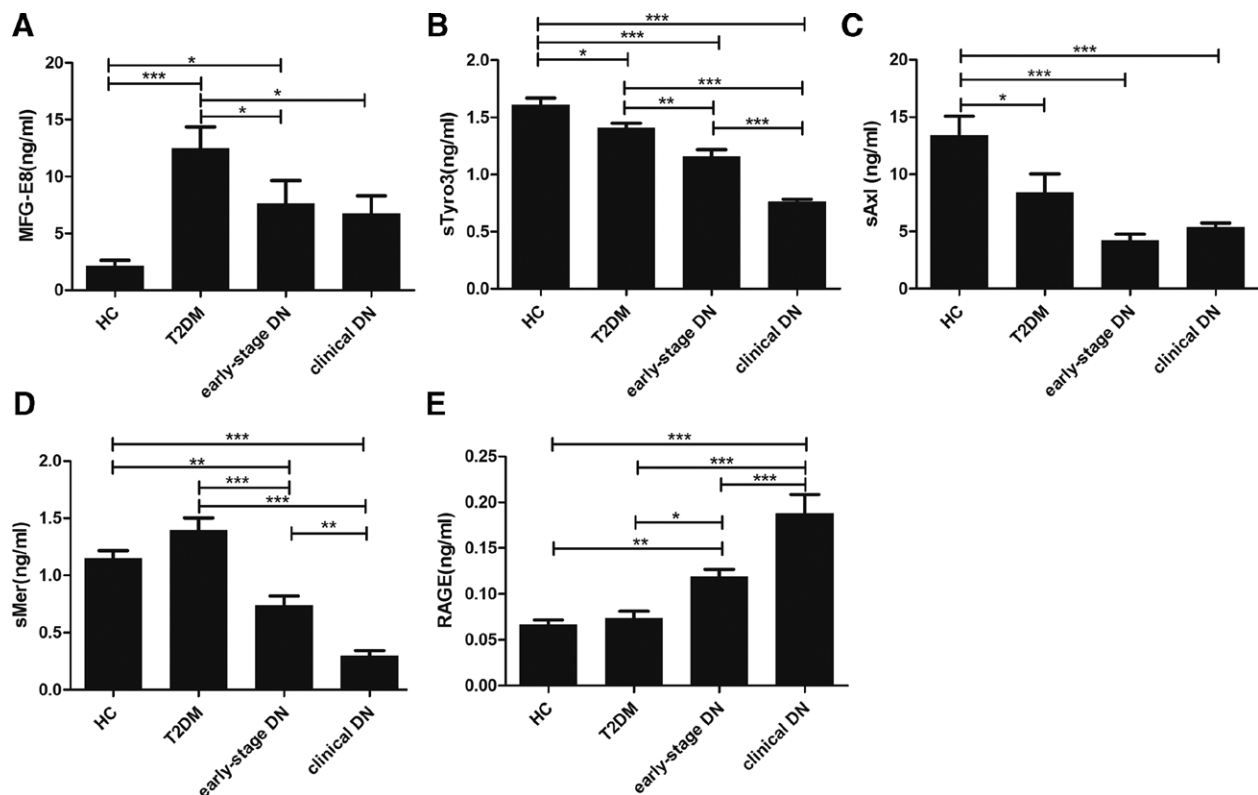 A
MFG-E8(ng/ml)
20
15
10
5
0
*
***
*
*
HC
T2DM
early-stage DN
clinical DN
B
sTyro3(ng/ml)
2.0
1.5
1.0
0.5
0.0
***
***
*
***
**
***
HC
T2DM
early-stage DN
clinical DN
C
sAxl (ng/ml)
20
15
10
5
0
***
***
*
HC
T2DM
early-stage DN
clinical DN
D
sMer(ng/ml)
2.0
1.5
1.0
0.5
0.0
***
**
***
***
**
HC
T2DM
early-stage DN
clinical DN
E
RAGE(ng/ml)
0.25
0.20
0.15
0.10
0.05
0.00
***
***
***
*
**
HC
T2DM
early-stage DN
clinical DN